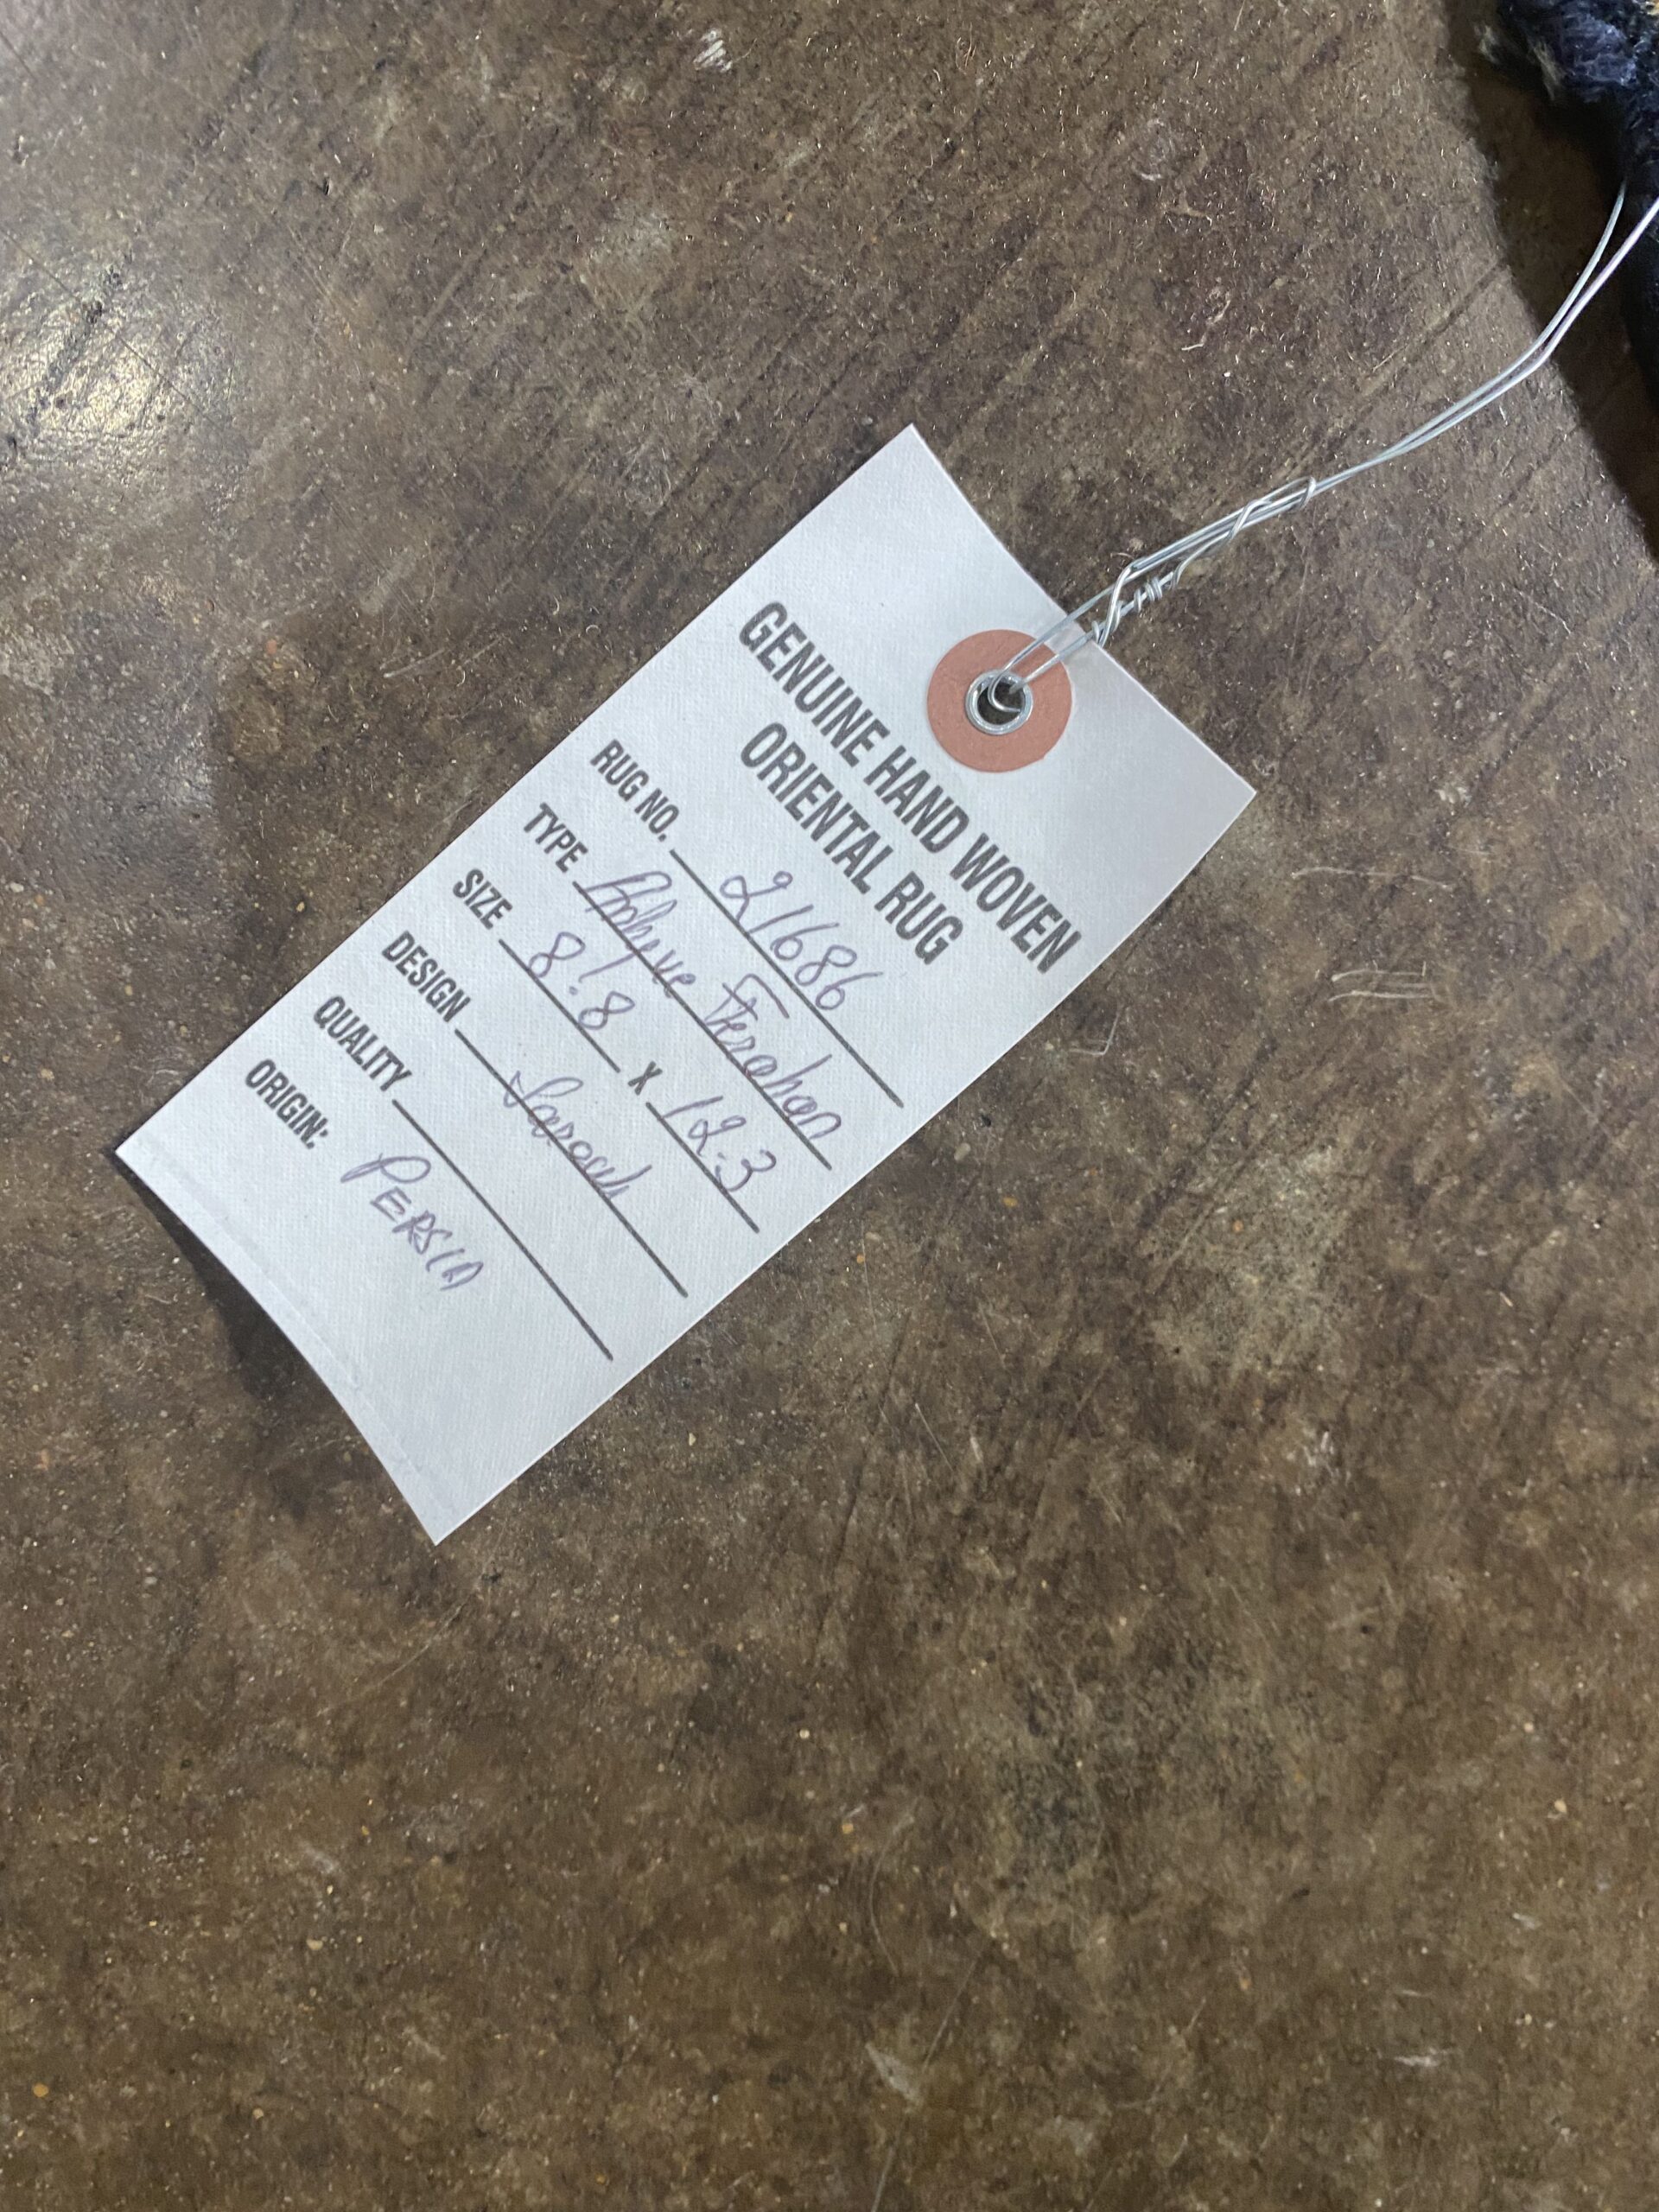 GENUINE HAND WOVEN
ORIENTAL RUG
RUG NO. 21686
TYPE Antique Ferahan
SIZE 8.8 X 12.3
DESIGN Sarouk
QUALITY
ORIGIN: PERSIA